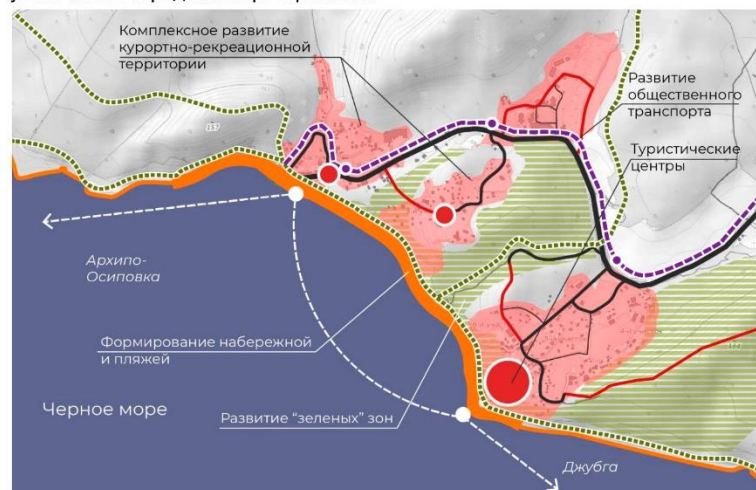 Комплексное развитие
курортно-рекреационной
территории
Развитие
общественного
транспорта
Туристические
центры
Архипо-
Осиповка
Формирование набережной
и пляжей
Черное море
Развитие "зеленых" зон
Джубга